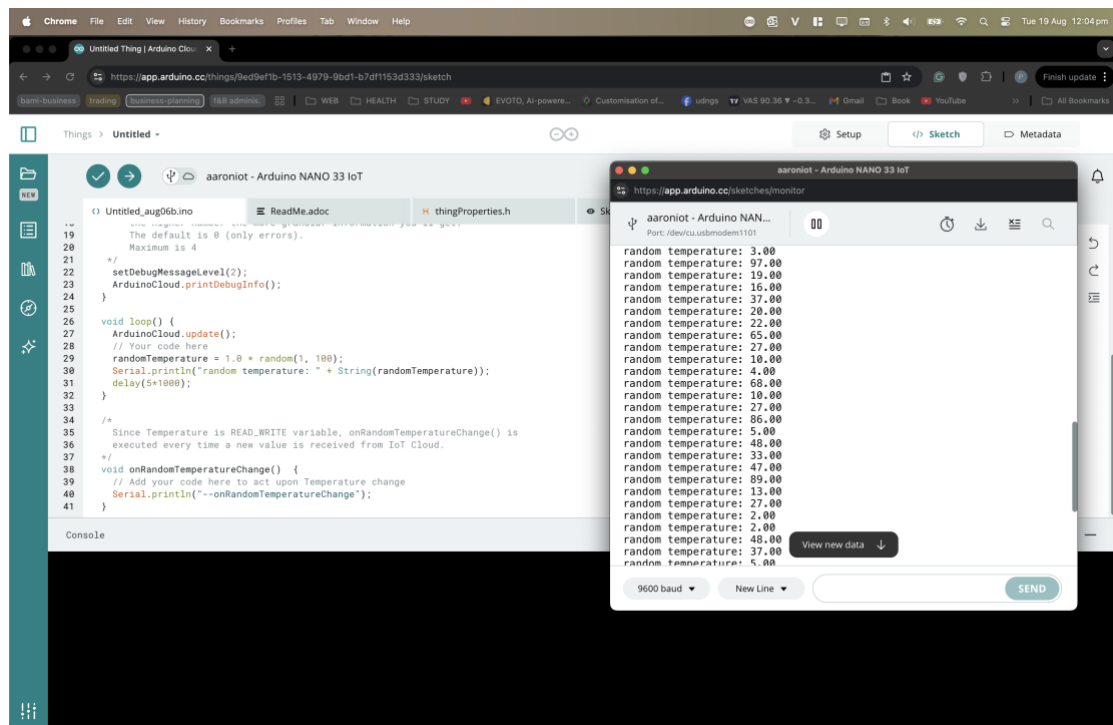 Chrome File Edit View History Bookmarks Profiles Tab Window Help
Tue 19 Aug 12:04 pm
Untitled Thing | Arduino Clou
https://app.arduino.cc/things/9ed9ef1b-1513-4979-9bd1-b7df1153d333/sketch
Finish update
bami-business trading business-planning f&B adminis. WEB HEALTH STUDY EVOTO, AI-powere... Customisation of... udngs VAS 90.36 ▼ -0.3... Gmail Book YouTube » All Bookmarks
Things > Untitled
Setup
</> Sketch
Metadata
NEW
aaroniot - Arduino NANO 33 IoT
Untitled_aug06b.ino
ReadMe.adoc
H thingProperties.h
Sk
19 The default is 0 (only errors).
20 Maximum is 4
21 */
22 setDebugMessageLevel(2);
23 ArduinoCloud.printDebugInfo();
24 }
25
26 void loop() {
27 ArduinoCloud.update();
28 // Your code here
29 randomTemperature = 1.0 * random(1, 100);
30 Serial.println("random temperature: " + String(randomTemperature));
31 delay(5*1000);
32 }
33
34 /*
35 Since Temperature is READ_WRITE variable, onRandomTemperatureChange() is
36 executed every time a new value is received from IoT Cloud.
37 */
38 void onRandomTemperatureChange() {
39 // Add your code here to act upon Temperature change
40 Serial.println("--onRandomTemperatureChange");
41 }
Console
aaroniot - Arduino NANO 33 IoT
https://app.arduino.cc/sketches/monitor
aaroniot - Arduino NAN...
Port: /dev/cu.usbmodem1101
random temperature: 3.00
random temperature: 97.00
random temperature: 19.00
random temperature: 16.00
random temperature: 37.00
random temperature: 20.00
random temperature: 22.00
random temperature: 65.00
random temperature: 27.00
random temperature: 10.00
random temperature: 4.00
random temperature: 68.00
random temperature: 10.00
random temperature: 27.00
random temperature: 86.00
random temperature: 5.00
random temperature: 48.00
random temperature: 33.00
random temperature: 47.00
random temperature: 89.00
random temperature: 13.00
random temperature: 27.00
random temperature: 2.00
random temperature: 2.00
random temperature: 48.00
random temperature: 37.00
random temperature: 5.00
View new data ↓
9600 baud
New Line
SEND